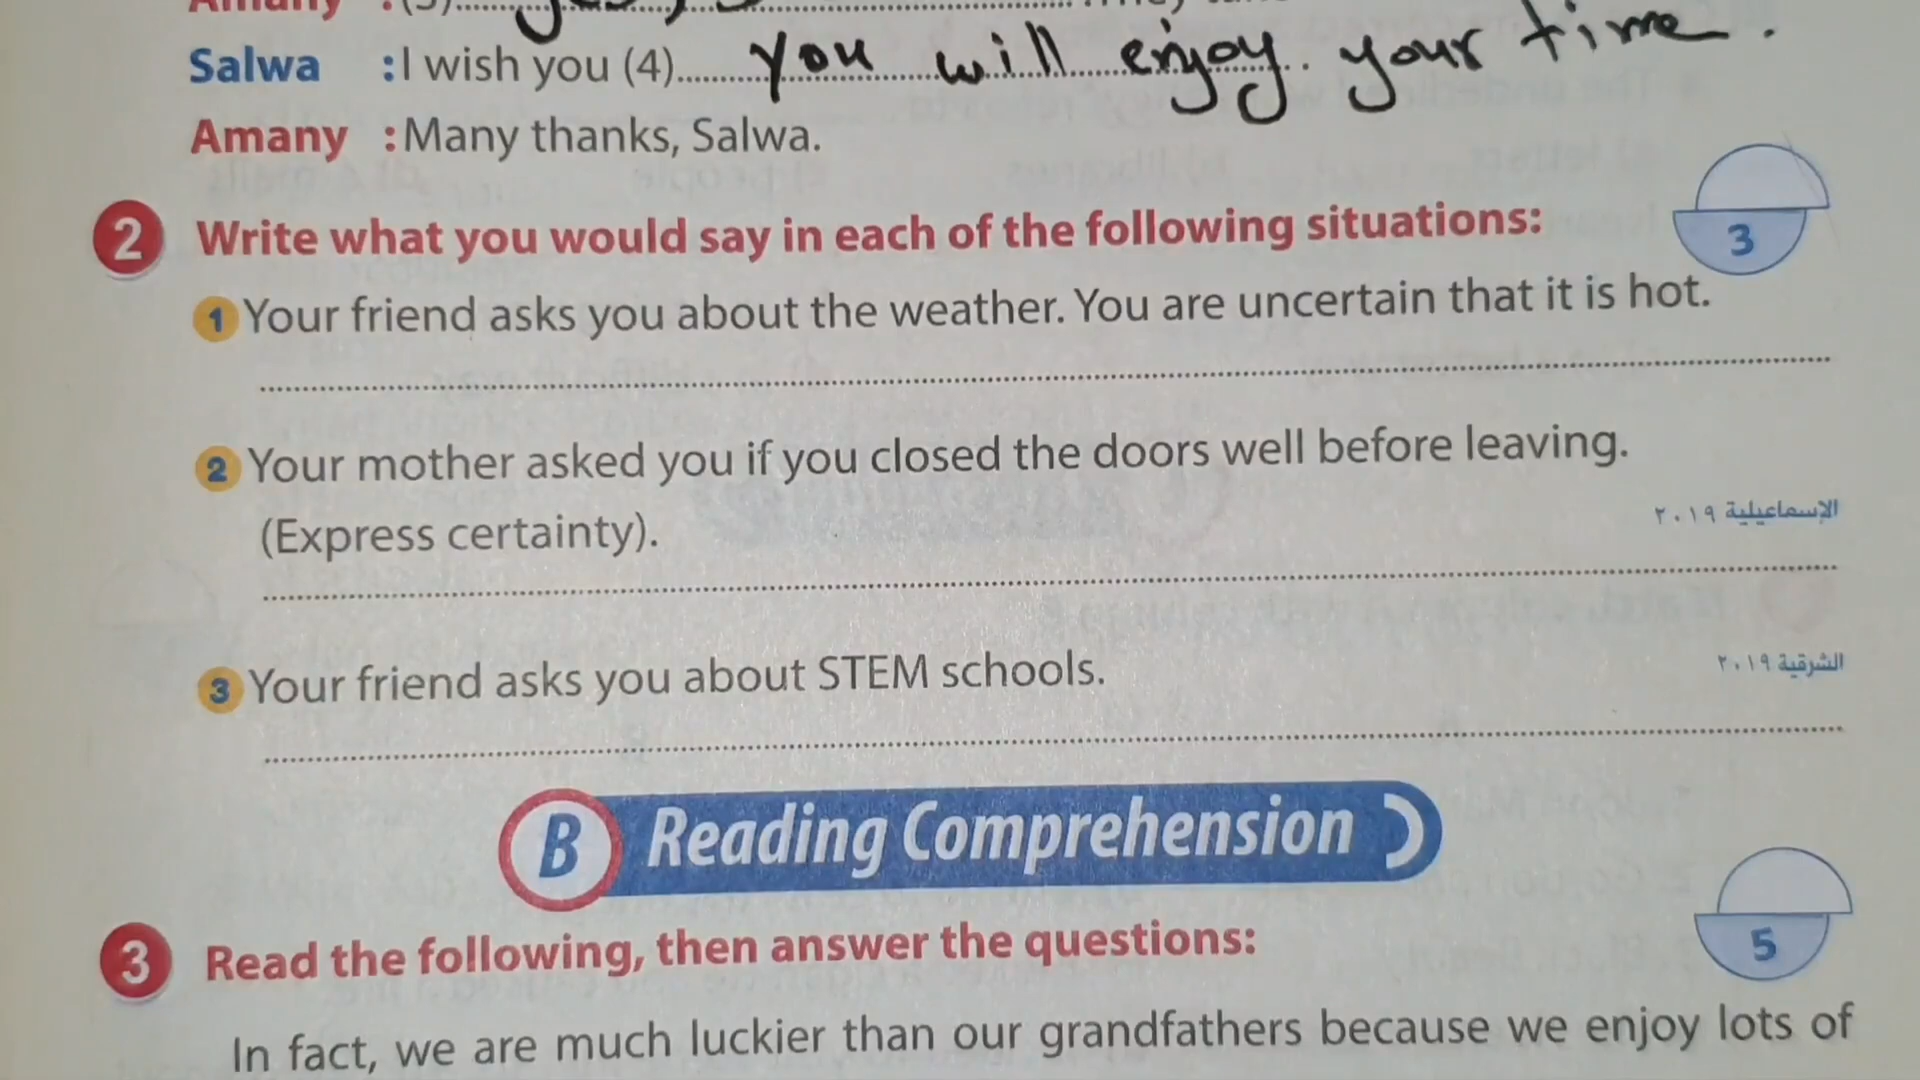 Amany : (3)
Salwa : I wish you (4) you will enjoy your time.
Amany : Many thanks, Salwa.
2 Write what you would say in each of the following situations: 3
1 Your friend asks you about the weather. You are uncertain that it is hot.
2 Your mother asked you if you closed the doors well before leaving.
(Express certainty). الإسماعيلية ٢٠١٩
3 Your friend asks you about STEM schools. الشرقية ٢٠١٩
B Reading Comprehension
3 Read the following, then answer the questions: 5
In fact, we are much luckier than our grandfathers because we enjoy lots of